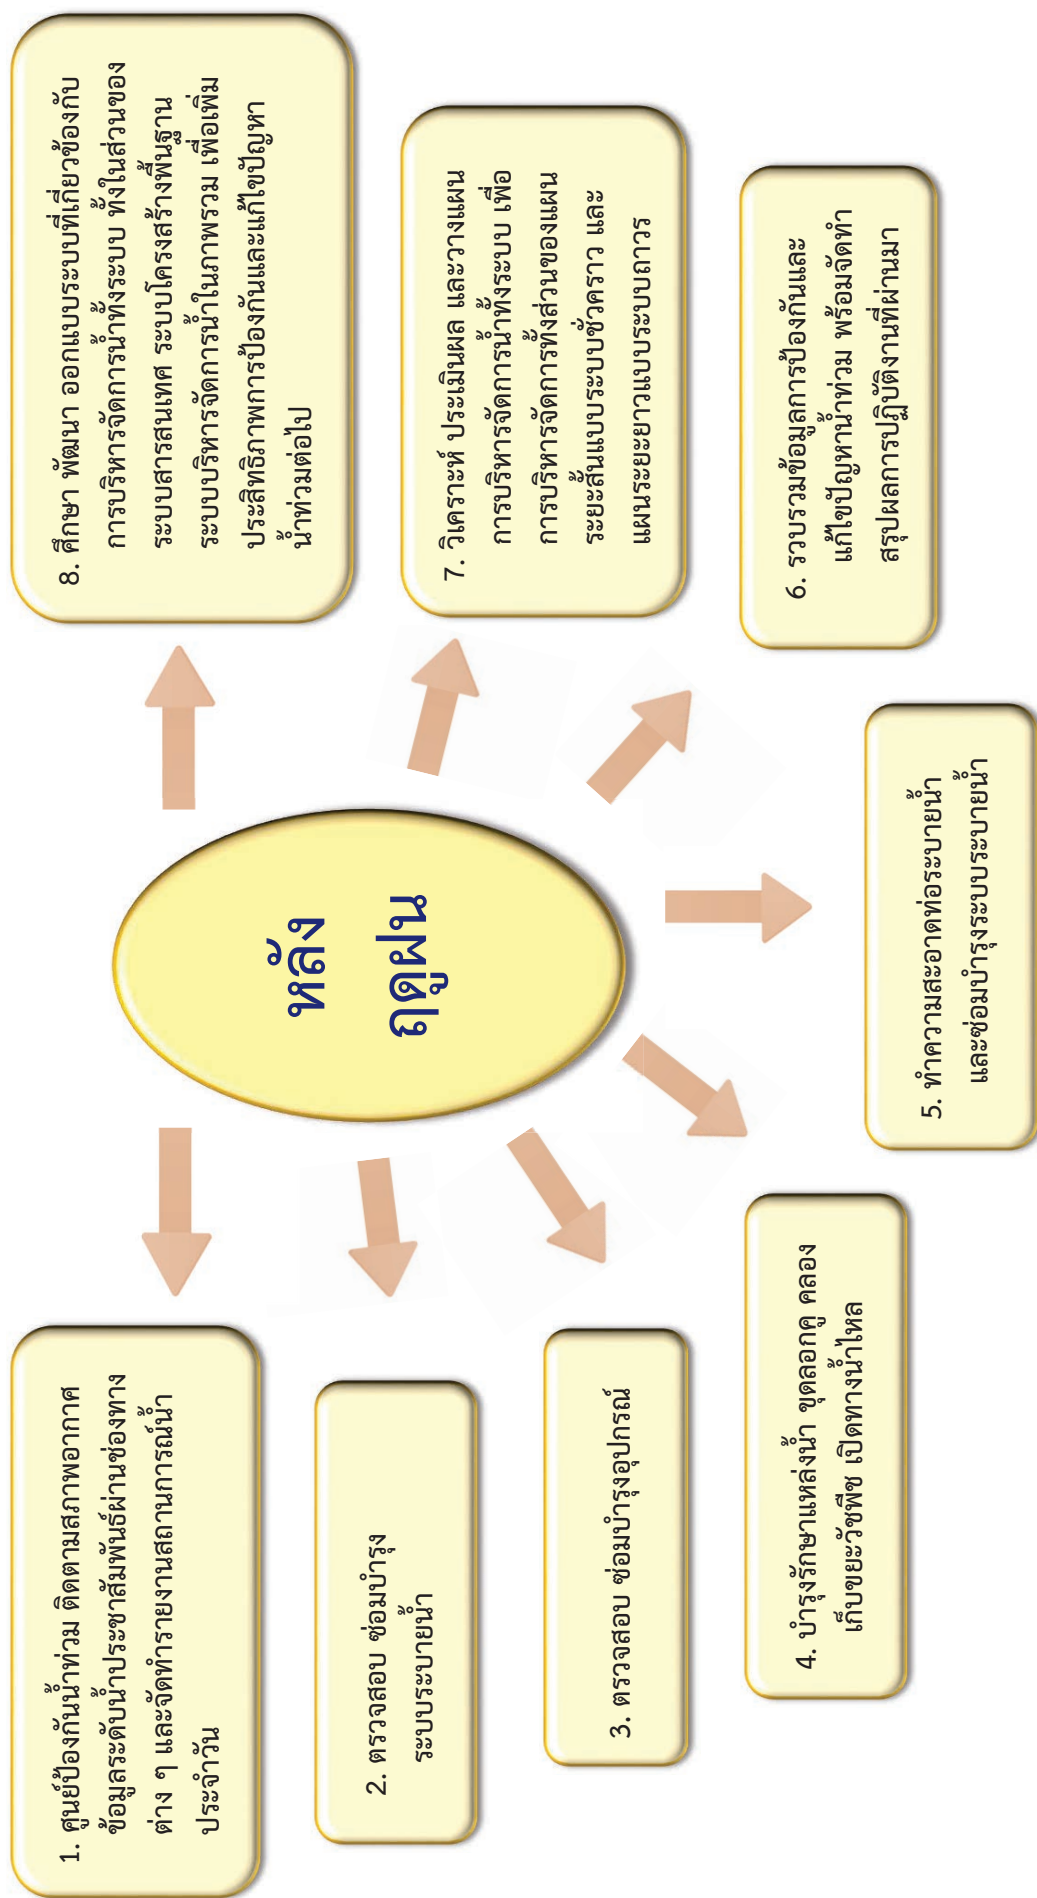 หลัง
ฤดูฝน
1. ศูนย์ป้องกันน้ำท่วม ติดตามสภาพอากาศ
ข้อมูลระดับน้ำประชาสัมพันธ์ผ่านช่องทาง
ต่าง ๆ และจัดทำรายงานสถานการณ์น้ำ
ประจำวัน
2. ตรวจสอบ ซ่อมบำรุง
ระบบระบายน้ำ
3. ตรวจสอบ ซ่อมบำรุงอุปกรณ์
4. บำรุงรักษาแหล่งน้ำ ขุดลอกคู คลอง
เก็บขยะวัชพืช เปิดทางน้ำไหล
5. ทำความสะอาดท่อระบายน้ำ
และซ่อมบำรุงระบบระบายน้ำ
6. รวบรวมข้อมูลการป้องกันและ
แก้ไขปัญหาน้ำท่วม พร้อมจัดทำ
สรุปผลการปฏิบัติงานที่ผ่านมา
7. วิเคราะห์ ประเมินผล และวางแผน
การบริหารจัดการน้ำทั้งระบบ เพื่อ
การบริหารจัดการทั้งส่วนของแผน
ระยะสั้นแบบระบบชั่วคราว และ
แผนระยะยาวแบบระบบถาวร
8. ศึกษา พัฒนา ออกแบบระบบที่เกี่ยวข้องกับ
การบริหารจัดการน้ำทั้งระบบ ทั้งในส่วนของ
ระบบสารสนเทศ ระบบโครงสร้างพื้นฐาน
ระบบบริหารจัดการน้ำในภาพรวม เพื่อเพิ่ม
ประสิทธิภาพการป้องกันและแก้ไขปัญหา
น้ำท่วมต่อไป